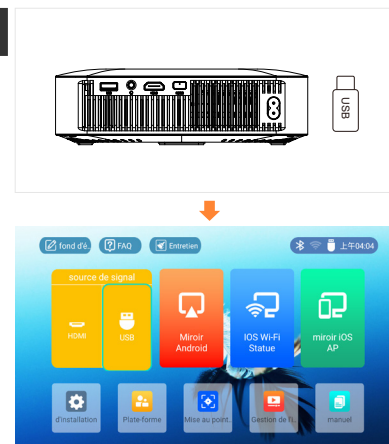 USB
fond d'é.
FAQ
Entretien
上午04:04
source de signal
HDMI
USB
Miroir
Android
IOS Wi-Fi
Statue
miroir iOS
AP
d'installation
Plate-forme
Mise au point.
Gestion de l'i..
manuel